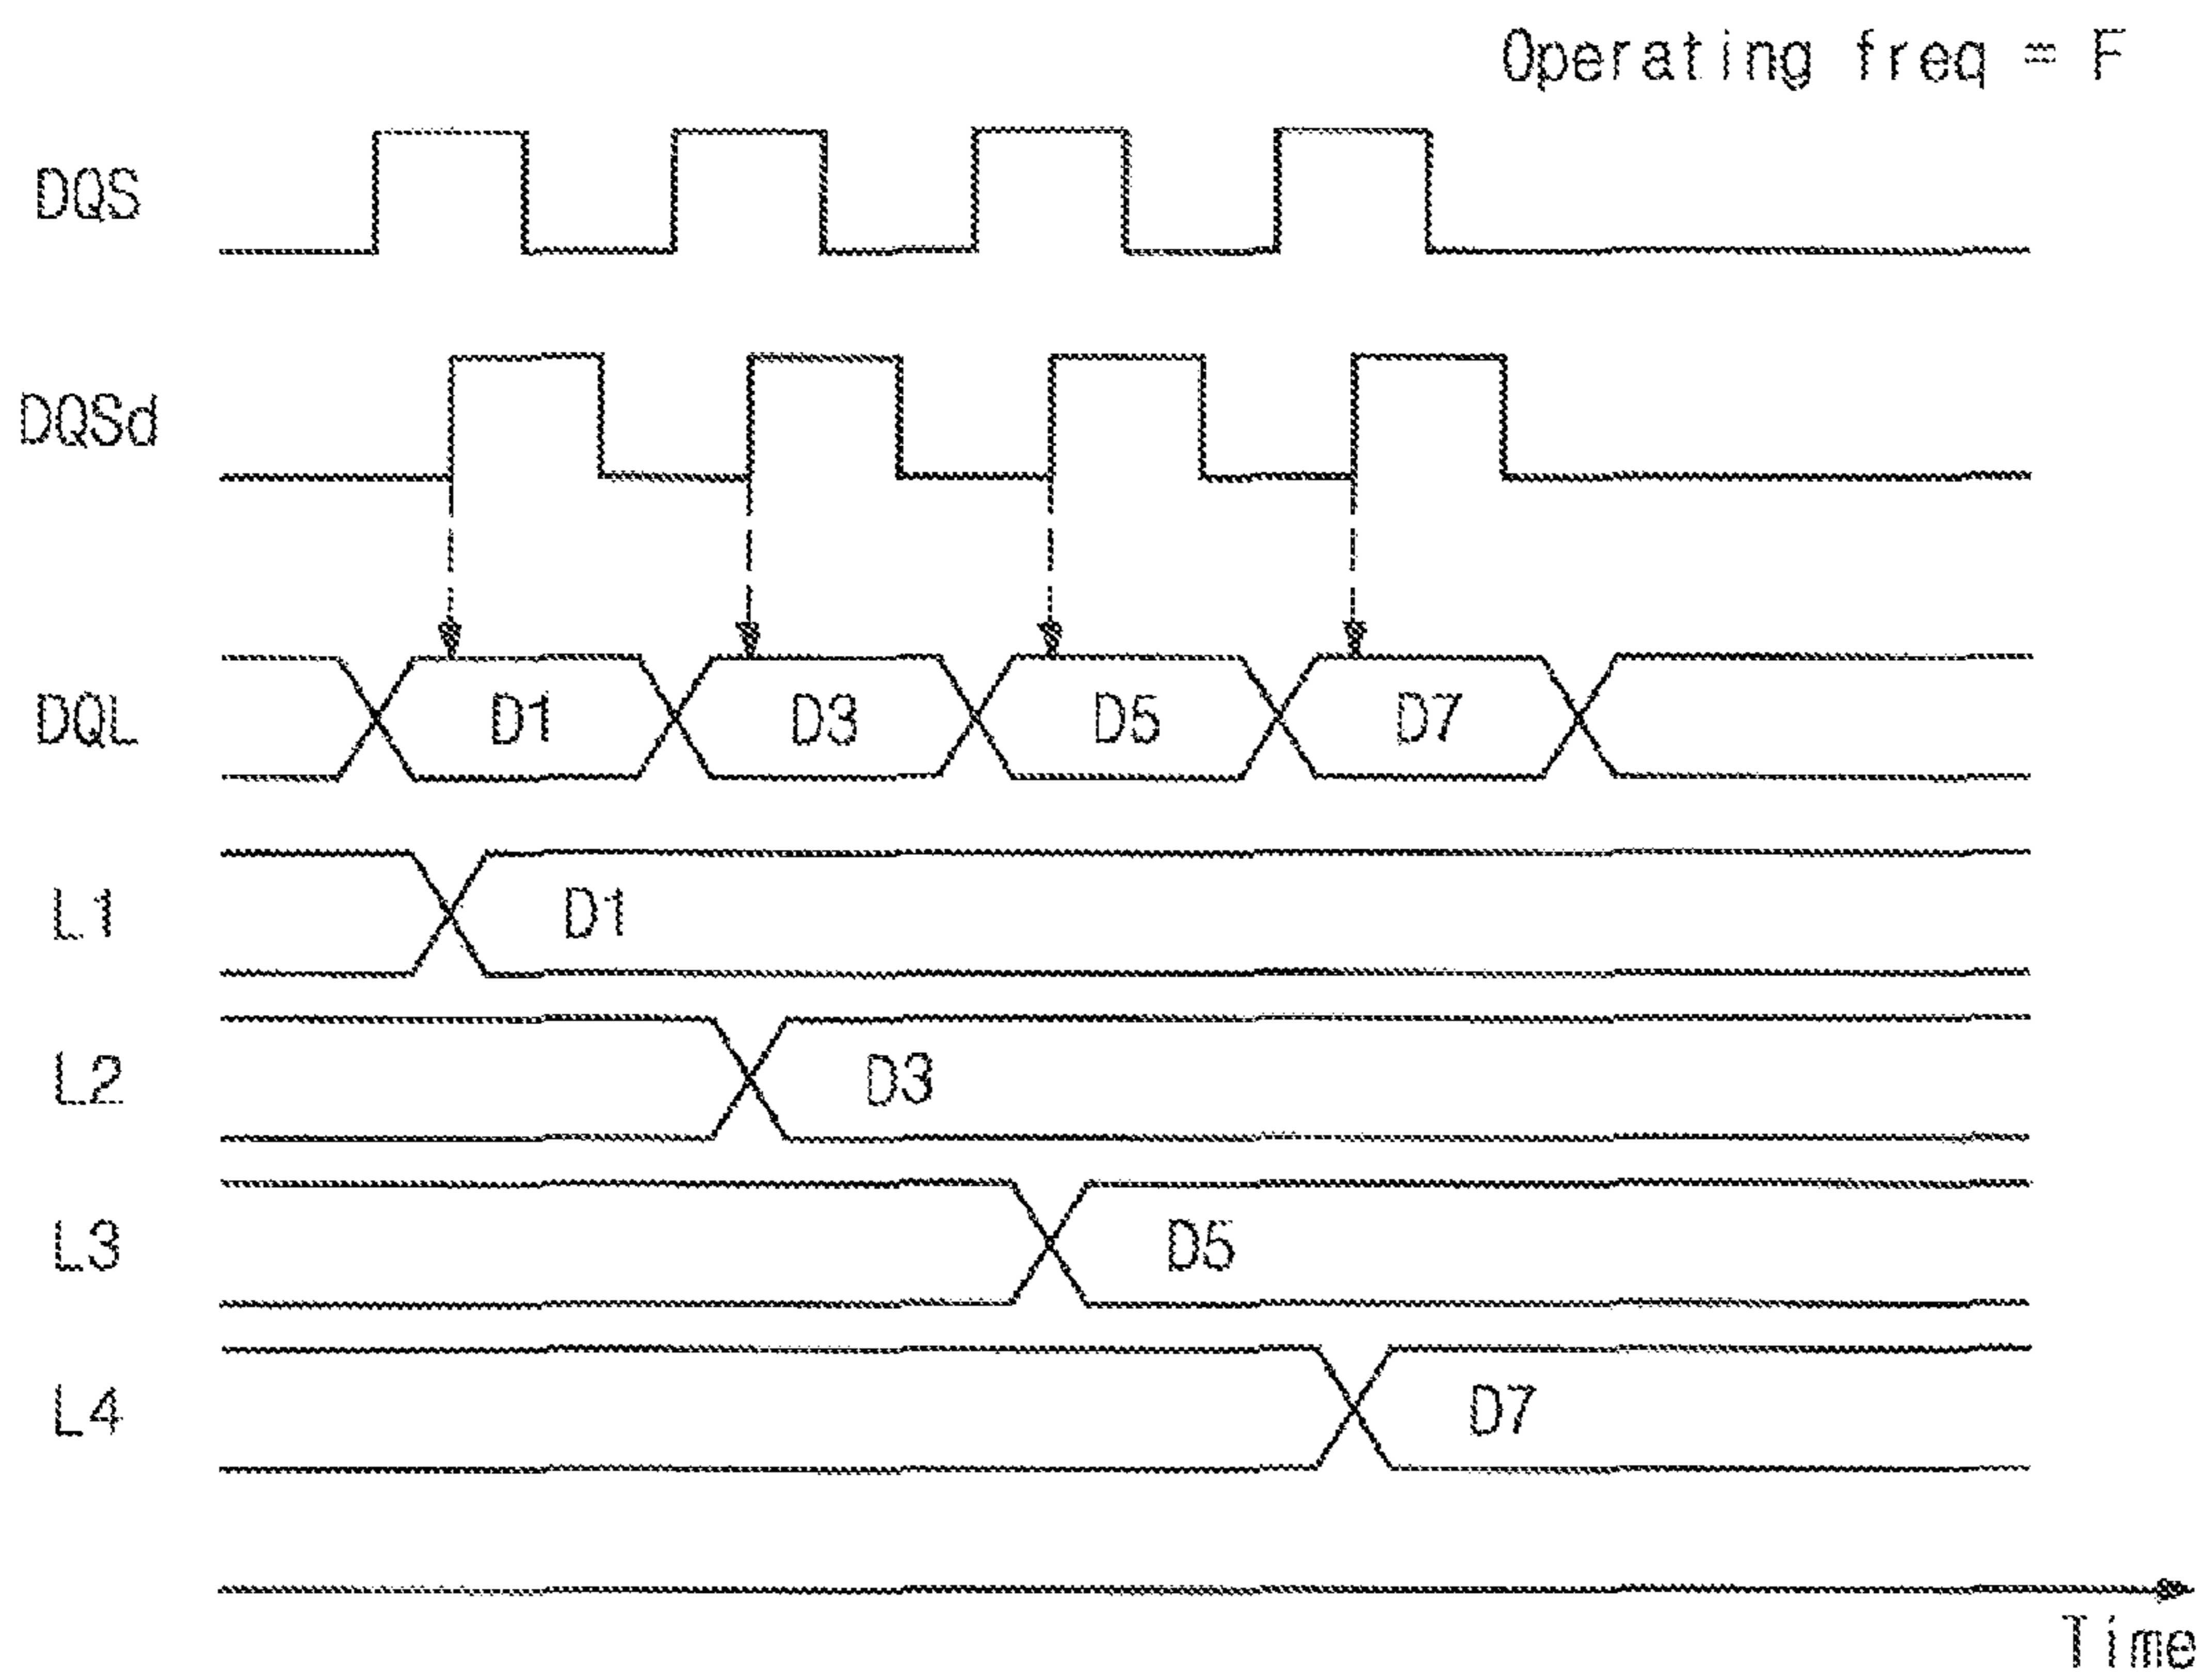 Operating freq = F
DQS
DQSd
DQL D1 D3 D5 D7
L1 D1
L2 D3
L3 D5
L4 D7
Time